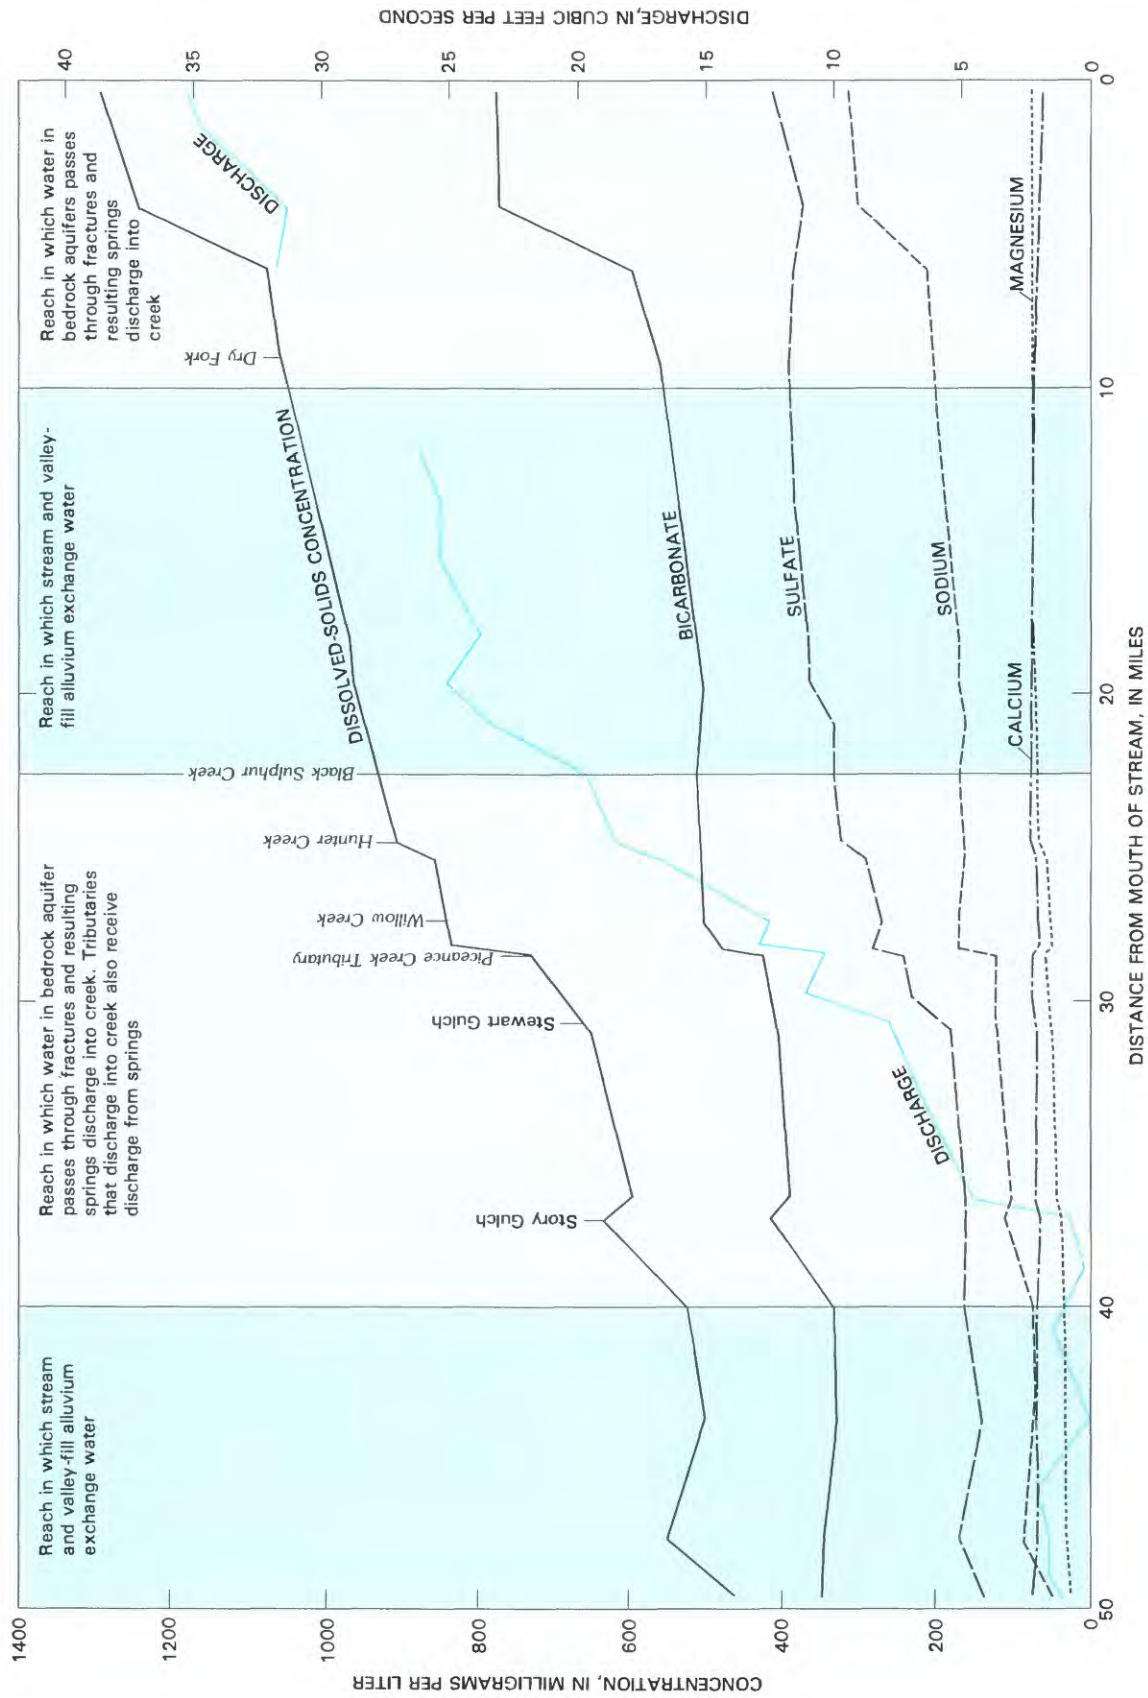 Reach in which stream
and valley-fill alluvium
exchange water
Reach in which water in bedrock aquifer
passes through fractures and resulting
springs discharge into creek. Tributaries
that discharge into creek also receive
discharge from springs
Reach in which stream and valley-
fill alluvium exchange water
Reach in which water in
bedrock aquifers passes
through fractures and
resulting springs
discharge into
creek
CONCENTRATION, IN MILLIGRAMS PER LITER
1400
1200
1000
800
600
400
200
0
DISCHARGE, IN CUBIC FEET PER SECOND
40
35
30
25
20
15
10
5
0
Story Gulch
Stewart Gulch
Piceance Creek Tributary
Willow Creek
Hunter Creek
Black Sulphur Creek
Dry Fork
DISSOLVED-SOLIDS CONCENTRATION
DISCHARGE
BICARBONATE
SULFATE
SODIUM
DISCHARGE
CALCIUM
MAGNESIUM
50
40
30
20
10
0
DISTANCE FROM MOUTH OF STREAM, IN MILES